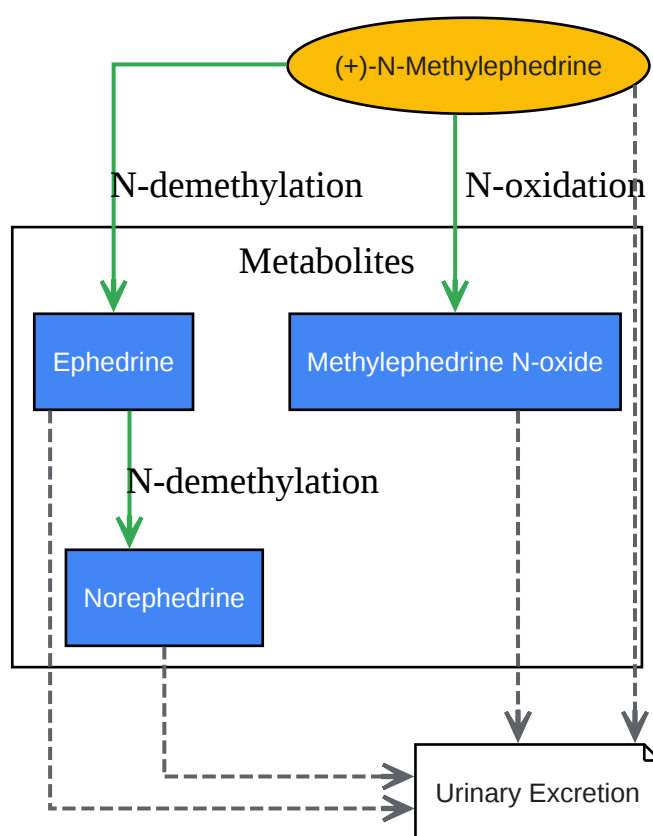 (+)-N-Methylephedrine
N-demethylation
N-oxidation
Metabolites
Ephedrine
Methylephedrine N-oxide
N-demethylation
Norephedrine
Urinary Excretion